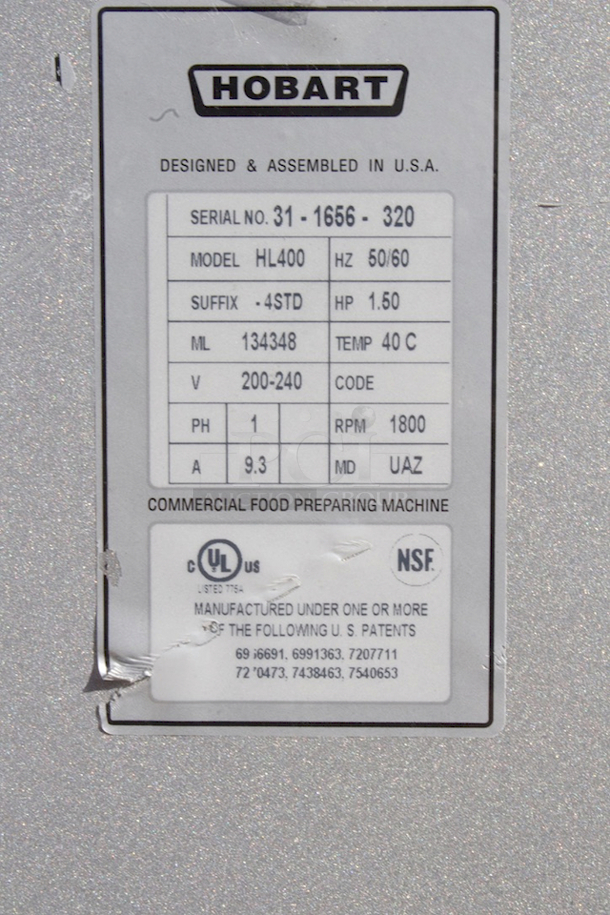 HOBART
DESIGNED & ASSEMBLED IN U.S.A.
SERIAL NO. 31 - 1656 - 320
MODEL HL400 HZ 50/60
SUFFIX - 4STD HP 1.50
ML 134348 TEMP 40 C
V 200-240 CODE
PH 1 RPM 1800
A 9.3 MD UAZ
COMMERCIAL FOOD PREPARING MACHINE
C UL US NSF
LISTED 776A
MANUFACTURED UNDER ONE OR MORE
OF THE FOLLOWING U. S. PATENTS
6991363, 7207711
7438463, 7540653